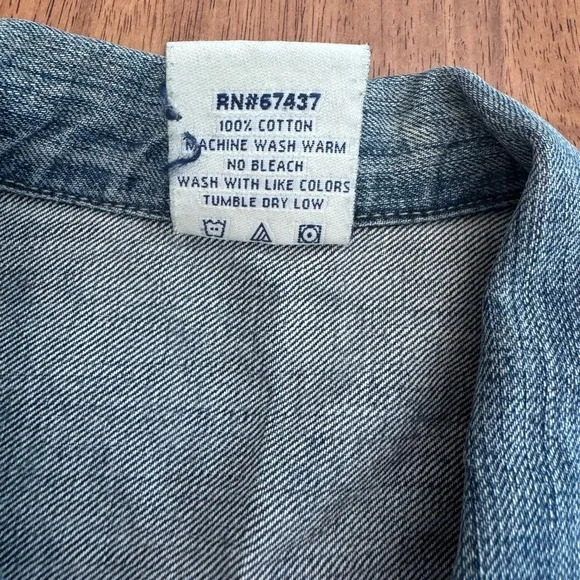 RN#67437
100% COTTON
MACHINE WASH WARM
NO BLEACH
WASH WITH LIKE COLORS
TUMBLE DRY LOW